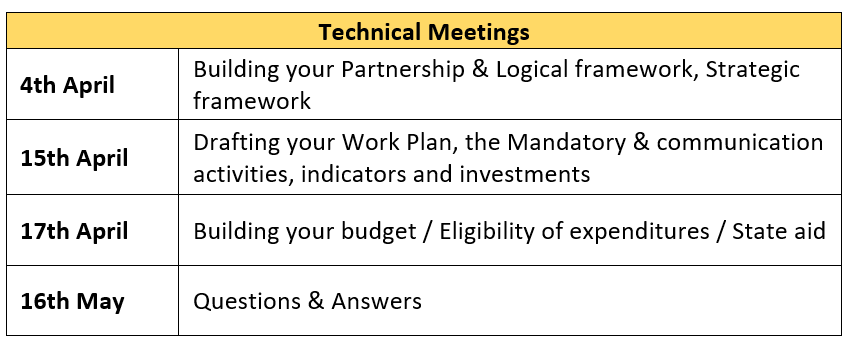 Technical Meetings
4th April
Building your Partnership & Logical framework, Strategic
framework
15th April
Drafting your Work Plan, the Mandatory & communication
activities, indicators and investments
17th April
Building your budget / Eligibility of expenditures / State aid
16th May
Questions & Answers